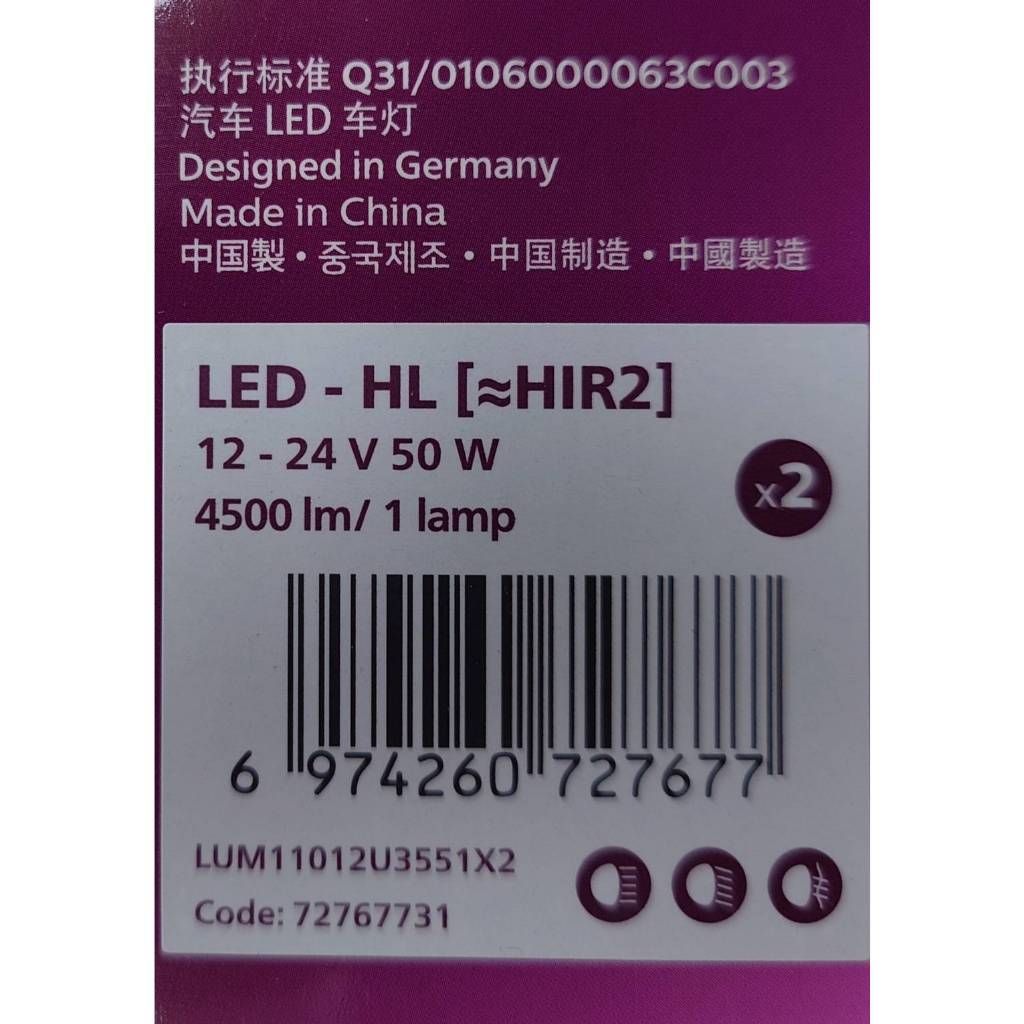 执行标准 Q31/0106000063C003
汽车 LED 车灯
Designed in Germany
Made in China
中国製 • 중국제조 • 中国制造 • 中國製造
LED - HL [≈HIR2]
12 - 24 V 50 W
4500 lm/ 1 lamp
x2
6 974260 727677
LUM11012U3551X2
Code: 72767731